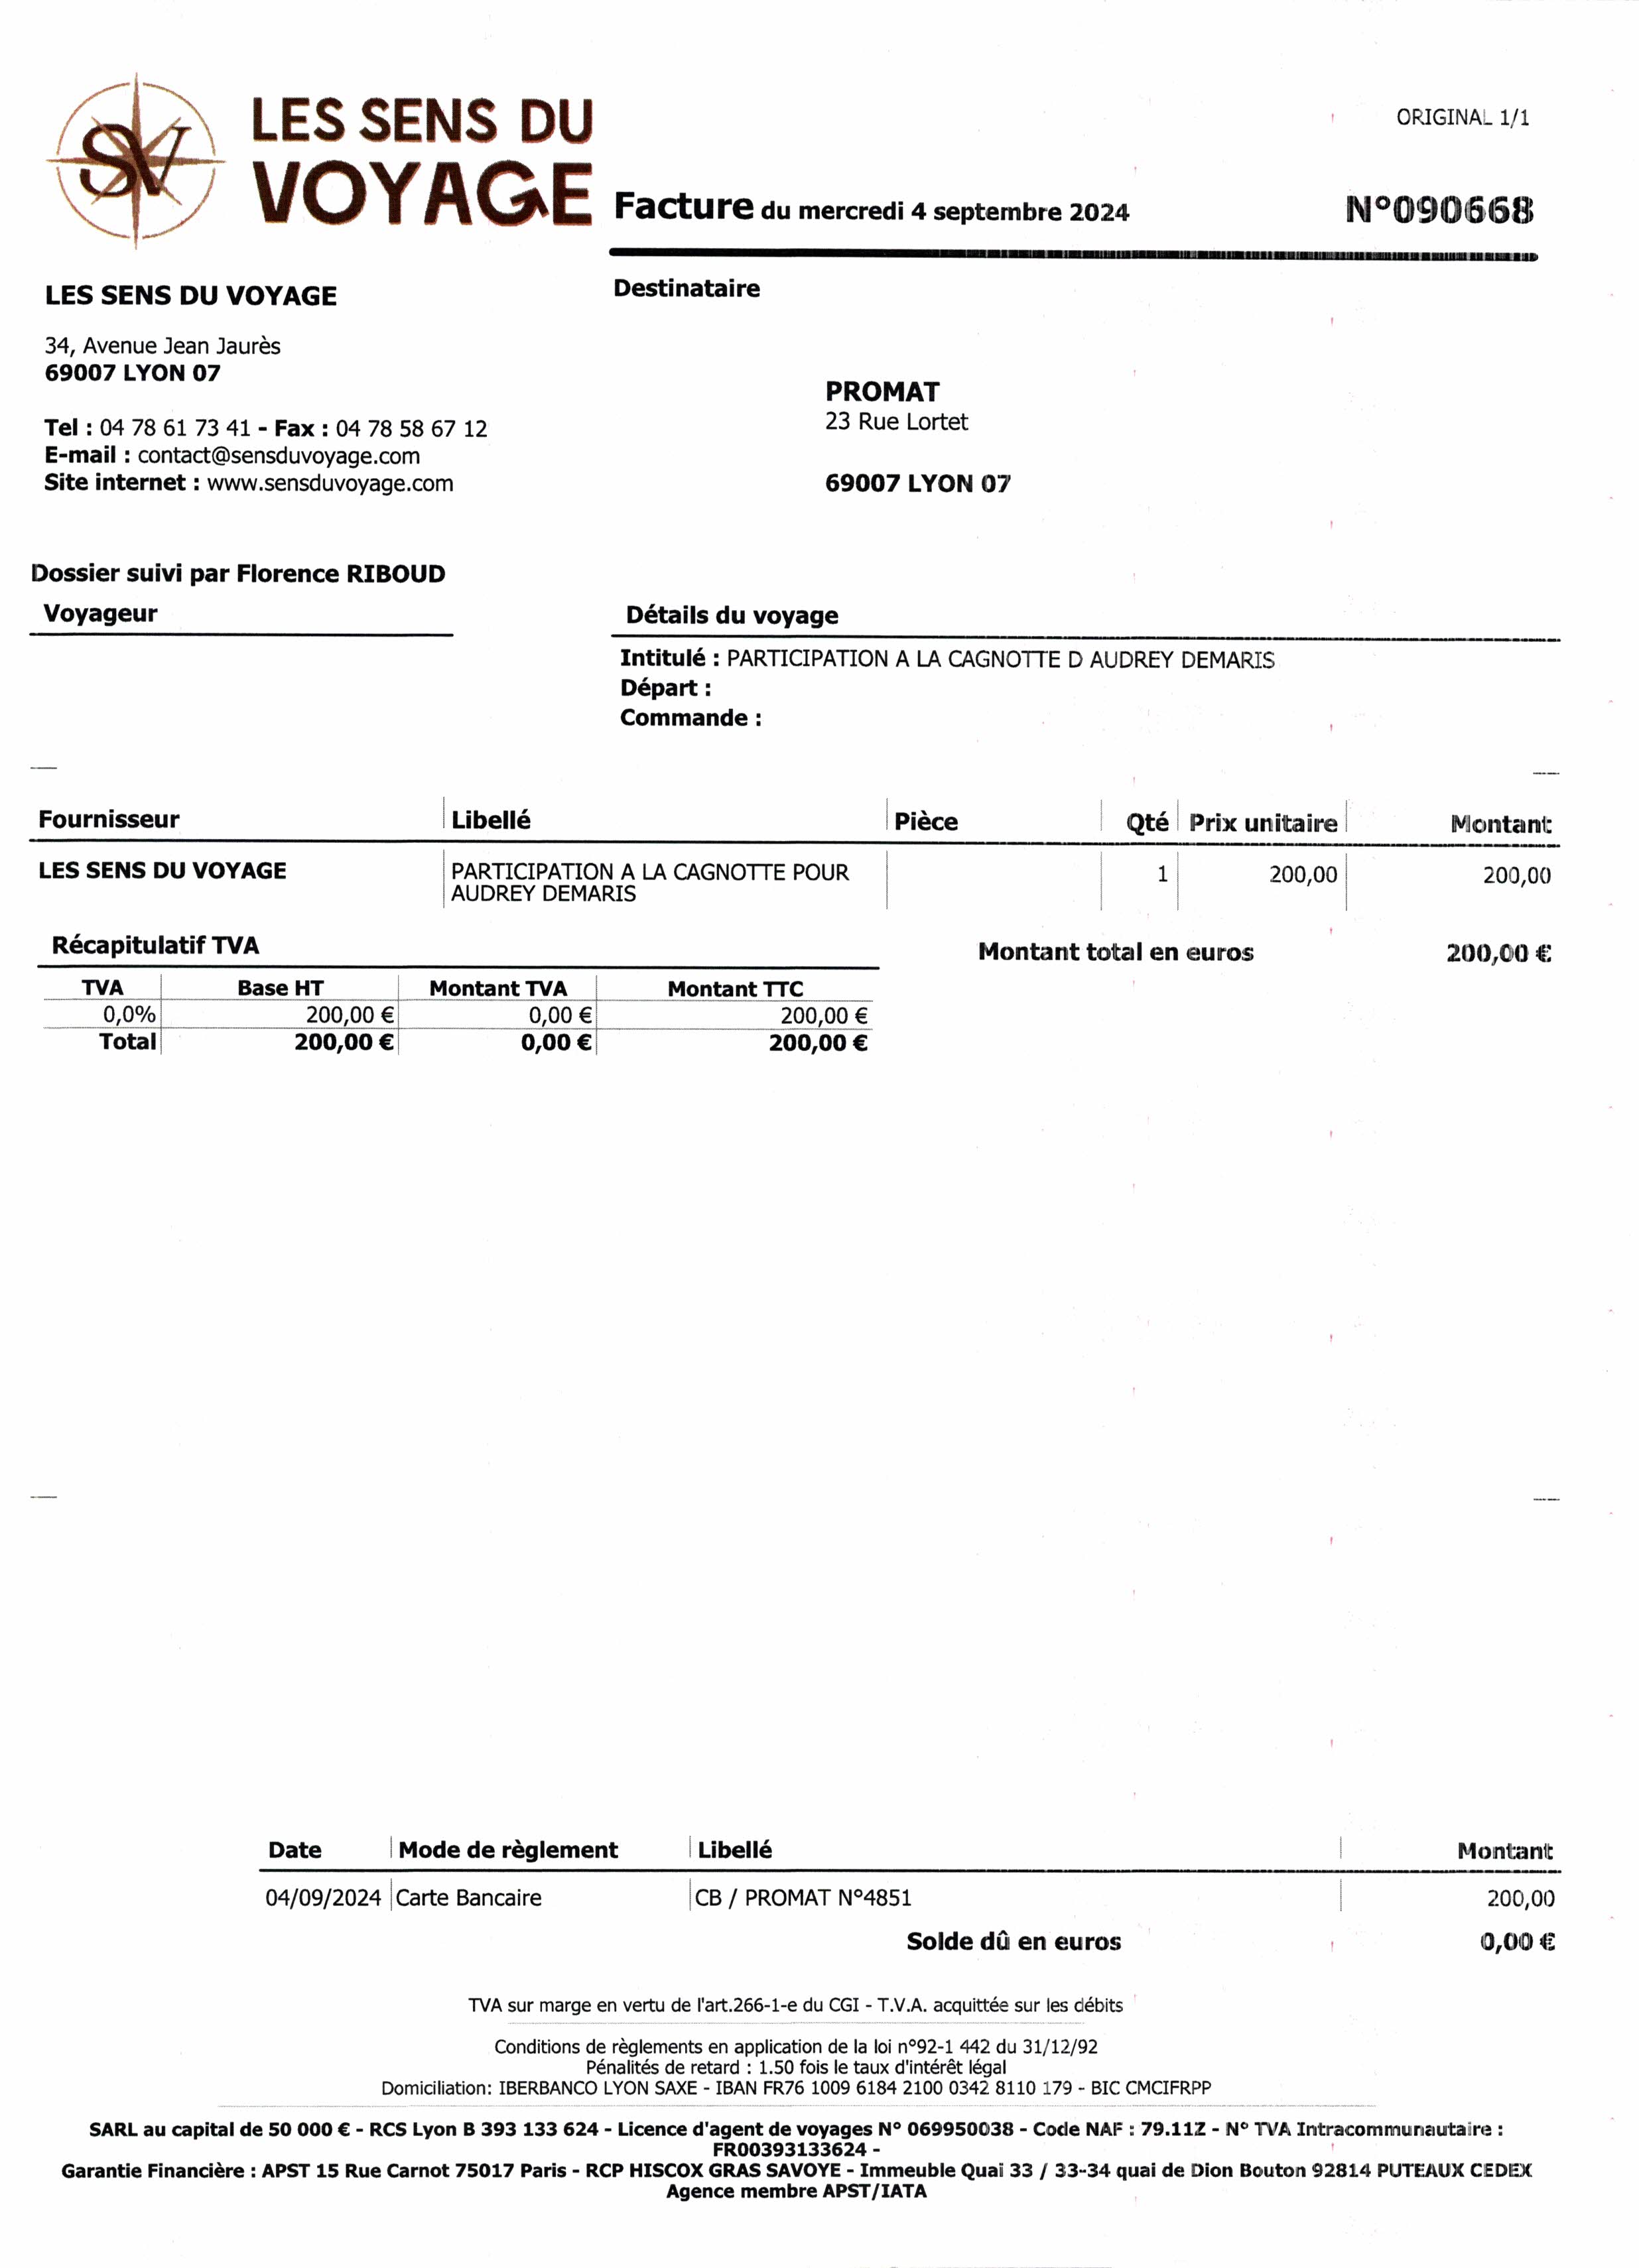 SV
LES SENS DU
VOYAGE
ORIGINAL 1/1
Facture du mercredi 4 septembre 2024
N°090668
LES SENS DU VOYAGE
34, Avenue Jean Jaurès
69007 LYON 07
Tel : 04 78 61 73 41 - Fax : 04 78 58 67 12
E-mail : contact@sensduvoyage.com
Site internet : www.sensduvoyage.com
Destinataire
PROMAT
23 Rue Lortet
69007 LYON 07
Dossier suivi par Florence RIBOUD
Voyageur
Détails du voyage
Intitulé : PARTICIPATION A LA CAGNOTTE D AUDREY DEMARIS
Départ :
Commande :
Fournisseur Libellé Pièce Qté Prix unitaire Montant
LES SENS DU VOYAGE PARTICIPATION A LA CAGNOTTE POUR 1 200,00 200,00
AUDREY DEMARIS
Récapitulatif TVA
Montant total en euros 200,00 €
TVA Base HT Montant TVA Montant TTC
0,0% 200,00 € 0,00 € 200,00 €
Total 200,00 € 0,00 € 200,00 €
Date Mode de règlement Libellé Montant
04/09/2024 Carte Bancaire CB / PROMAT N°4851 200,00
Solde dû en euros 0,00 €
TVA sur marge en vertu de l'art.266-1-e du CGI - T.V.A. acquittée sur les débits
Conditions de règlements en application de la loi n°92-1 442 du 31/12/92
Pénalités de retard : 1.50 fois le taux d'intérêt légal
Domiciliation: IBERBANCO LYON SAXE - IBAN FR76 1009 6184 2100 0342 8110 179 - BIC CMCIFRPP
SARL au capital de 50 000 € - RCS Lyon B 393 133 624 - Licence d'agent de voyages N° 069950038 - Code NAF : 79.11Z - N° TVA Intracommunautaire :
FR00393133624 -
Garantie Financière : APST 15 Rue Carnot 75017 Paris - RCP HISCOX GRAS SAVOYE - Immeuble Quai 33 / 33-34 quai de Dion Bouton 92814 PUTEAUX CEDEX
Agence membre APST/IATA